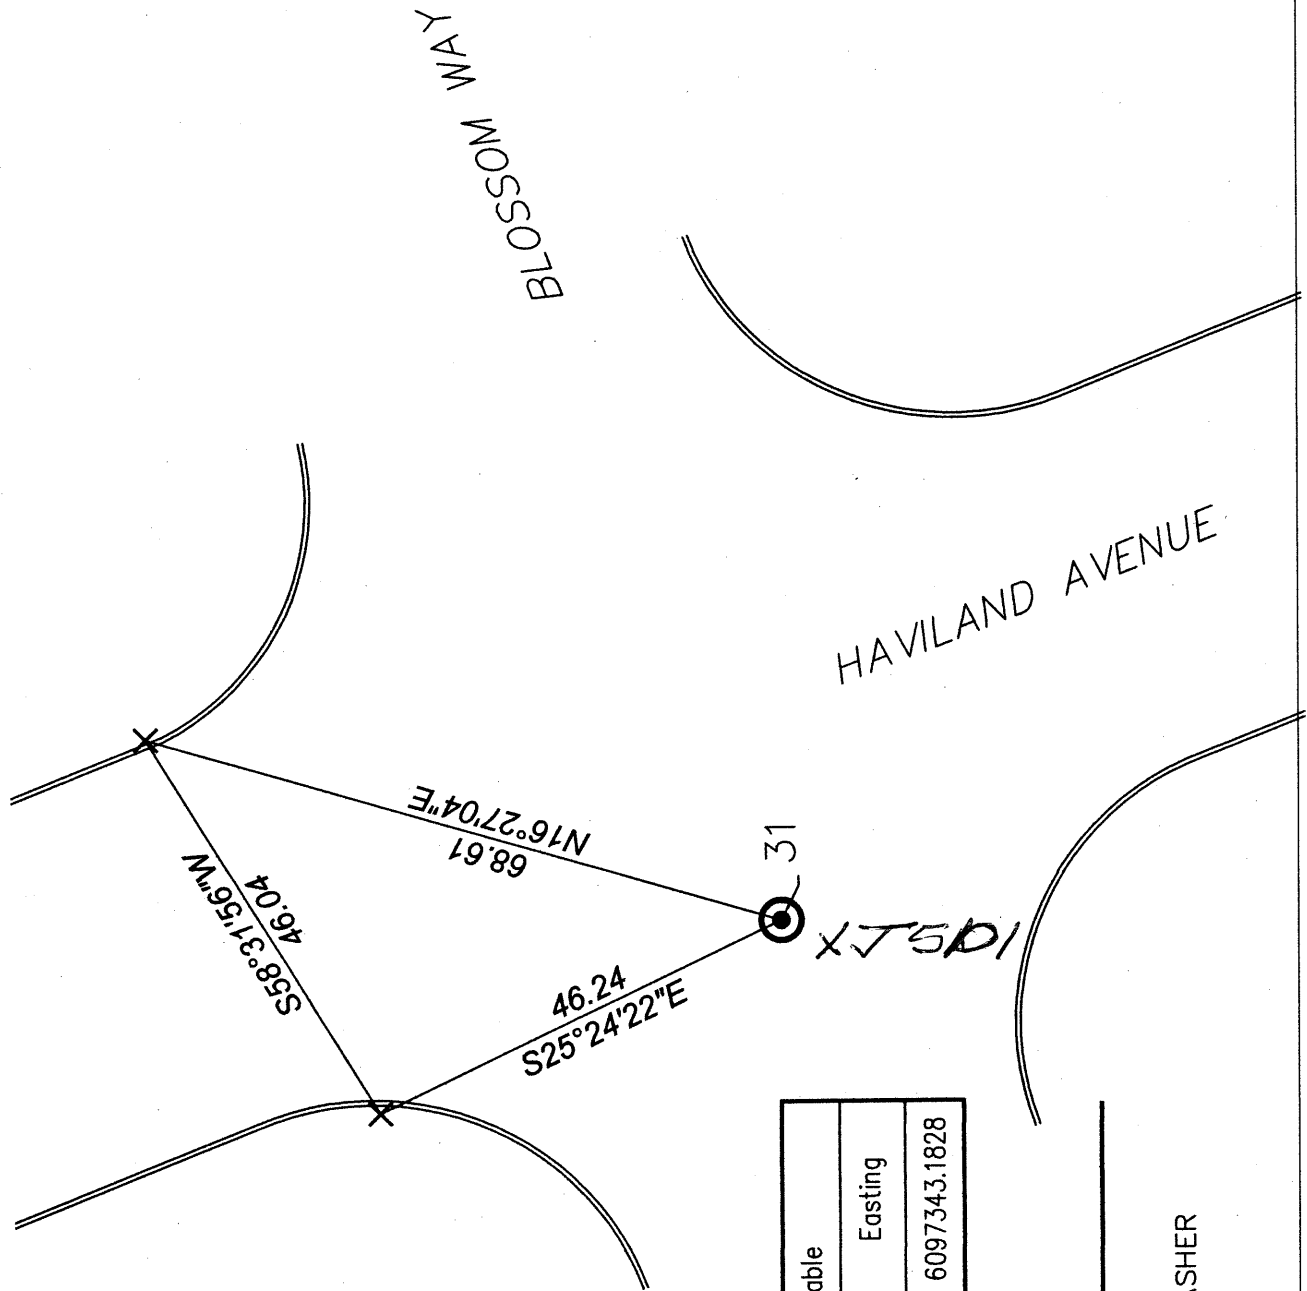 BLOSSOM WAY
HAVILAND AVENUE
N16°27'04"E
68.61
S58°31'56"W
46.04
46.24
S25°24'22"E
31
XJ5D1
able
Easting
6097343.1828
SHER